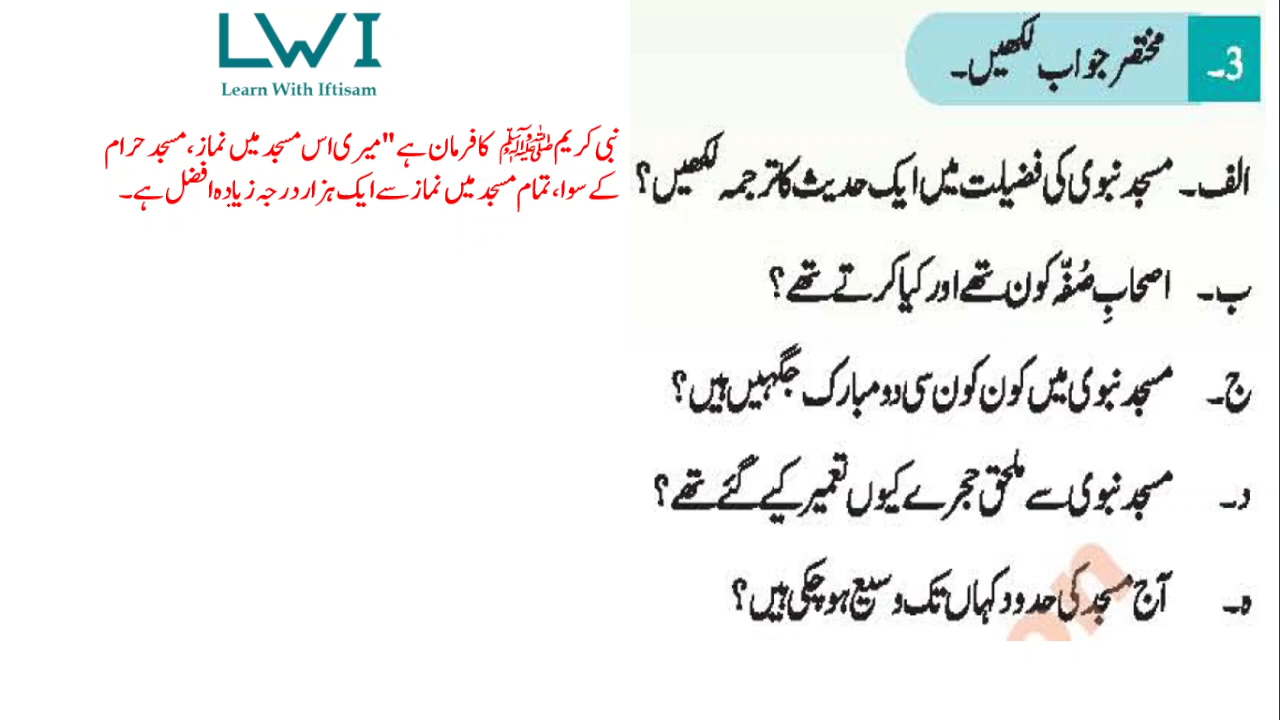 LWI
Learn With Iftisam
نبی کریمﷺ کا فرمان ہے "میری اس مسجد میں نماز، مسجد حرام
کے سوا، تمام مسجد میں نماز سے ایک ہزار درجہ زیادہ افضل ہے۔
3۔ مختصر جواب لکھیں۔
الف۔ مسجد نبوی کی فضیلت میں ایک حدیث کا ترجمہ لکھیں؟
ب۔ اصحابِ صُفّہ کون تھے اور کیا کرتے تھے؟
ج۔ مسجد نبوی میں کون کون سی دو مبارک جگہیں ہیں؟
د۔ مسجد نبوی سے ملحق حجرے کیوں تعمیر کیے گئے تھے؟
ہ۔ آج مسجد کی حدود کہاں تک وسیع ہو چکی ہیں؟